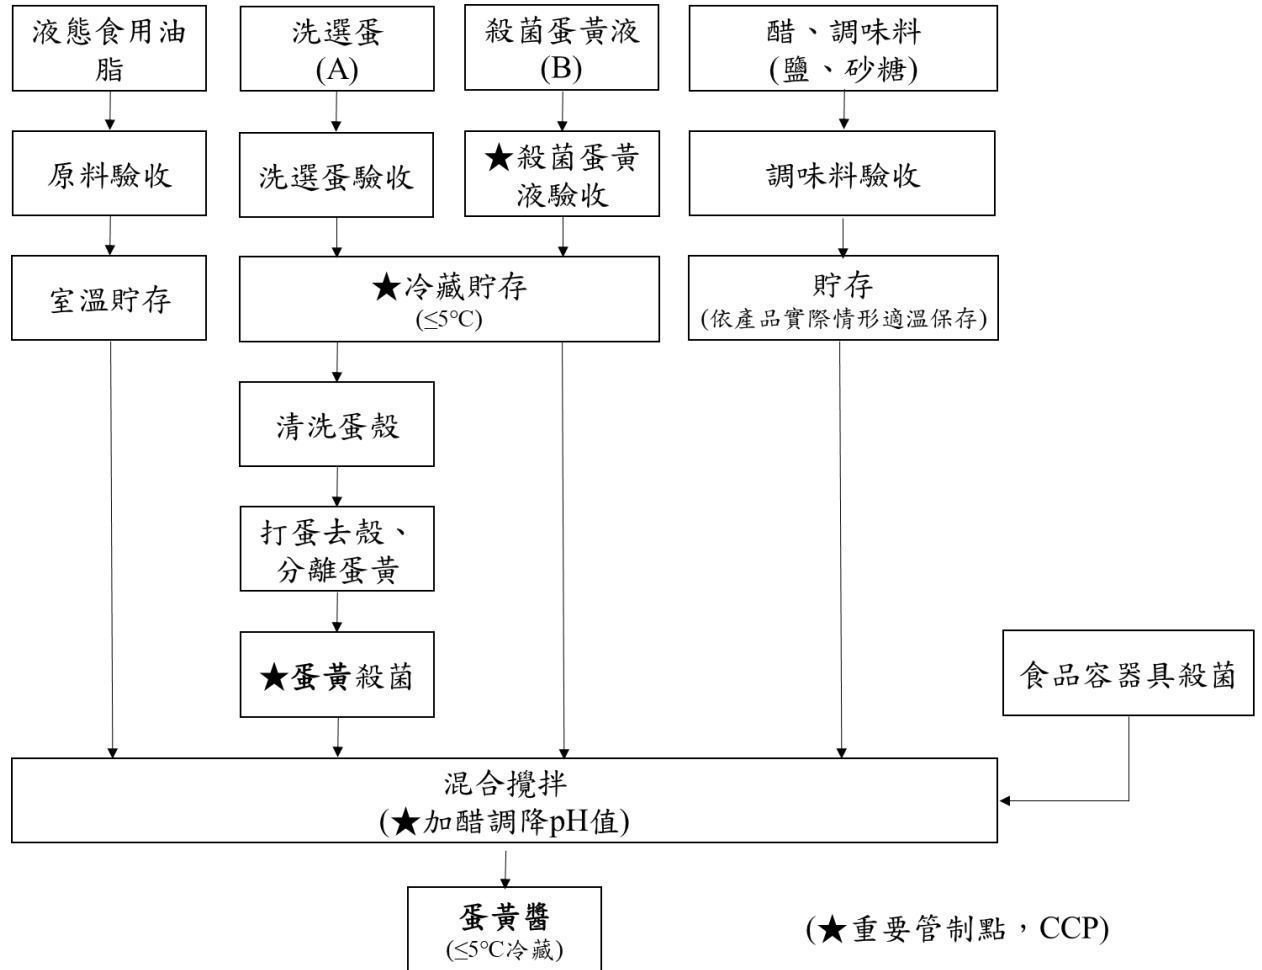 液態食用油
脂
洗選蛋
(A)
殺菌蛋黃液
(B)
醋、調味料
(鹽、砂糖)
原料驗收
洗選蛋驗收
★殺菌蛋黃
液驗收
調味料驗收
室溫貯存
★冷藏貯存
(≤5℃)
貯存
(依產品實際情形適溫保存)
清洗蛋殼
打蛋去殼、
分離蛋黃
★蛋黃殺菌
食品容器具殺菌
混合攪拌
(★加醋調降pH值)
蛋黃醬
(≤5℃冷藏)
(★重要管制點，CCP)